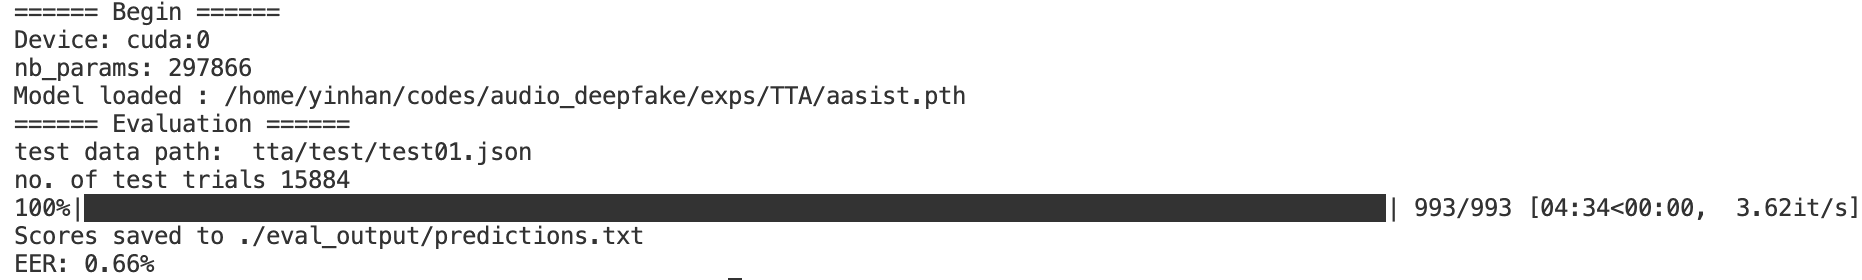 ====== Begin ======
Device: cuda:0
nb_params: 297866
Model loaded : /home/yinhan/codes/audio_deepfake/exps/TTA/aasist.pth
====== Evaluation ======
test data path:  tta/test/test01.json
no. of test trials 15884
100%|██████████| 993/993 [04:34<00:00,  3.62it/s]
Scores saved to ./eval_output/predictions.txt
EER: 0.66%